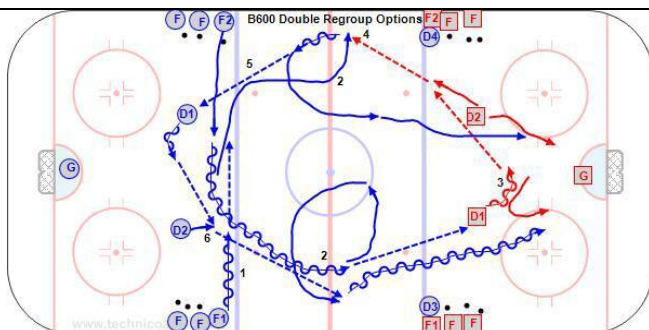 F F F2 B600 Double Regroup Options 4 F2 F
D4
5
2
D1
D2
G
3
G
D1
D2
6
2
1
D3
F F F1
F1 F
www.technico